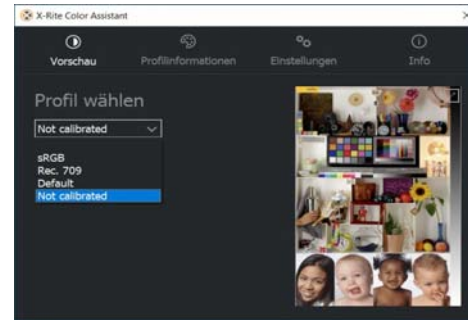 X-Rite Color Assistant
Vorschau
Profilinformationen
Einstellungen
Info
Profil wählen
Not calibrated
sRGB
Rec. 709
Default
Not calibrated